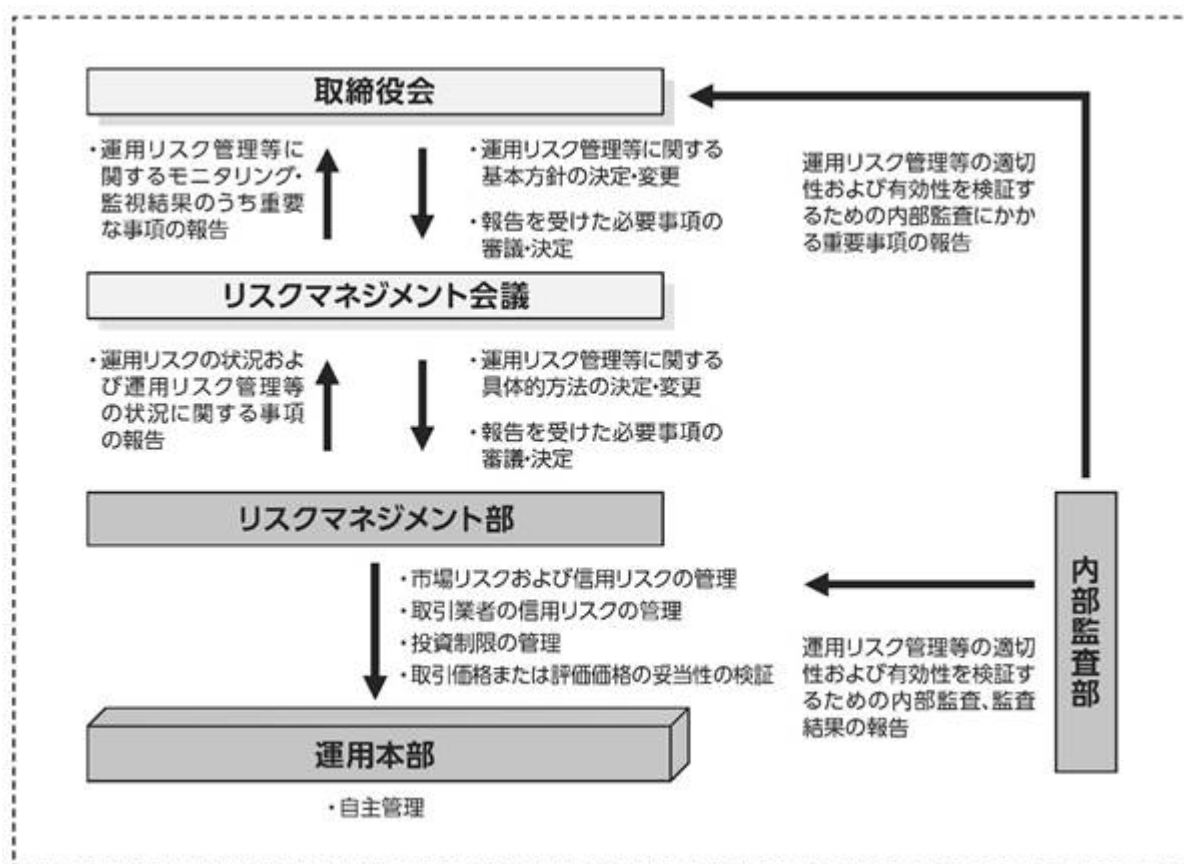 取締役会
・運用リスク管理等に
関するモニタリング・
監視結果のうち重要
な事項の報告
・運用リスク管理等に関する
基本方針の決定・変更
・報告を受けた必要事項の
審議・決定
運用リスク管理等の適切
性および有効性を検証す
るための内部監査にかか
る重要事項の報告
リスクマネジメント会議
・運用リスクの状況およ
び運用リスク管理等
の状況に関する事項
の報告
・運用リスク管理等に関する
具体的方法の決定・変更
・報告を受けた必要事項の
審議・決定
リスクマネジメント部
・市場リスクおよび信用リスクの管理
・取引業者の信用リスクの管理
・投資制限の管理
・取引価格または評価価格の妥当性の検証
内部監査部
運用リスク管理等の適切
性および有効性を検証す
るための内部監査、監査
結果の報告
運用本部
・自主管理